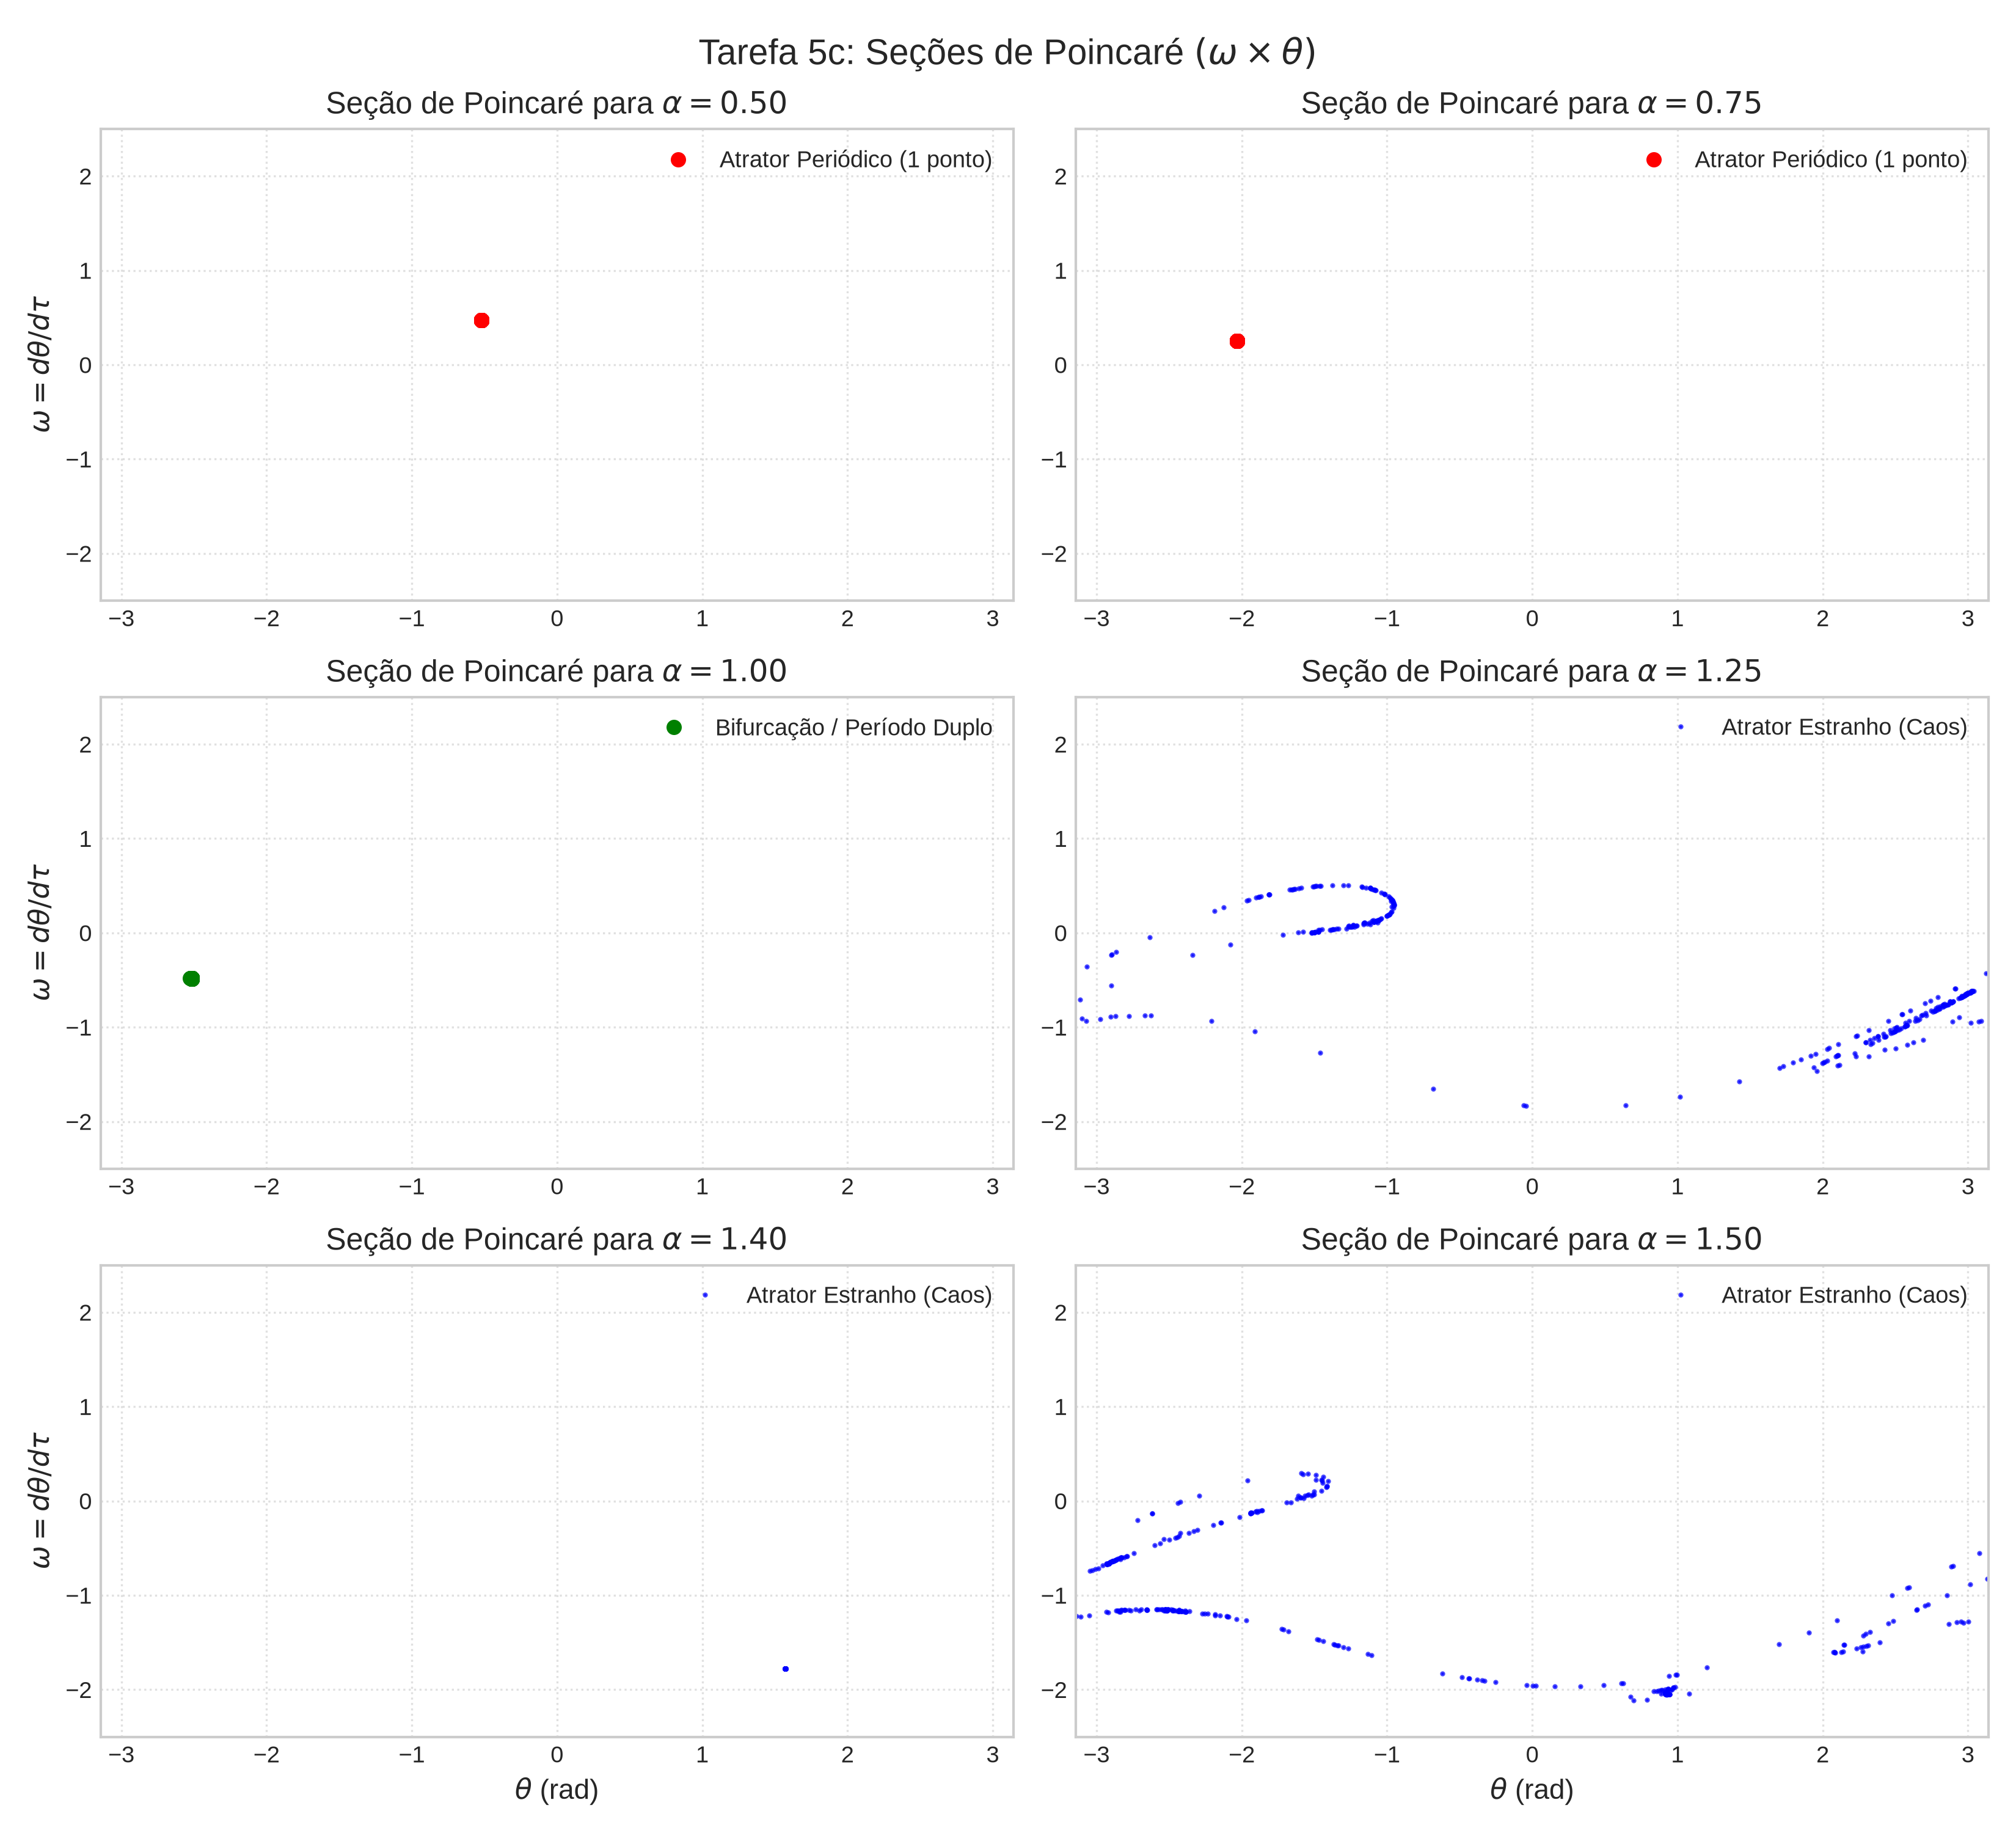 Tarefa 5c: Seções de Poincaré (ω × θ)
Seção de Poincaré para α = 0.50
Atrator Periódico (1 ponto)
ω = dθ/dτ
2
1
0
−1
−2
−3 −2 −1 0 1 2 3
Seção de Poincaré para α = 0.75
Atrator Periódico (1 ponto)
2
1
0
−1
−2
−3 −2 −1 0 1 2 3
Seção de Poincaré para α = 1.00
Bifurcação / Período Duplo
ω = dθ/dτ
2
1
0
−1
−2
−3 −2 −1 0 1 2 3
Seção de Poincaré para α = 1.25
Atrator Estranho (Caos)
2
1
0
−1
−2
−3 −2 −1 0 1 2 3
Seção de Poincaré para α = 1.40
Atrator Estranho (Caos)
ω = dθ/dτ
2
1
0
−1
−2
−3 −2 −1 0 1 2 3
θ (rad)
Seção de Poincaré para α = 1.50
Atrator Estranho (Caos)
2
1
0
−1
−2
−3 −2 −1 0 1 2 3
θ (rad)